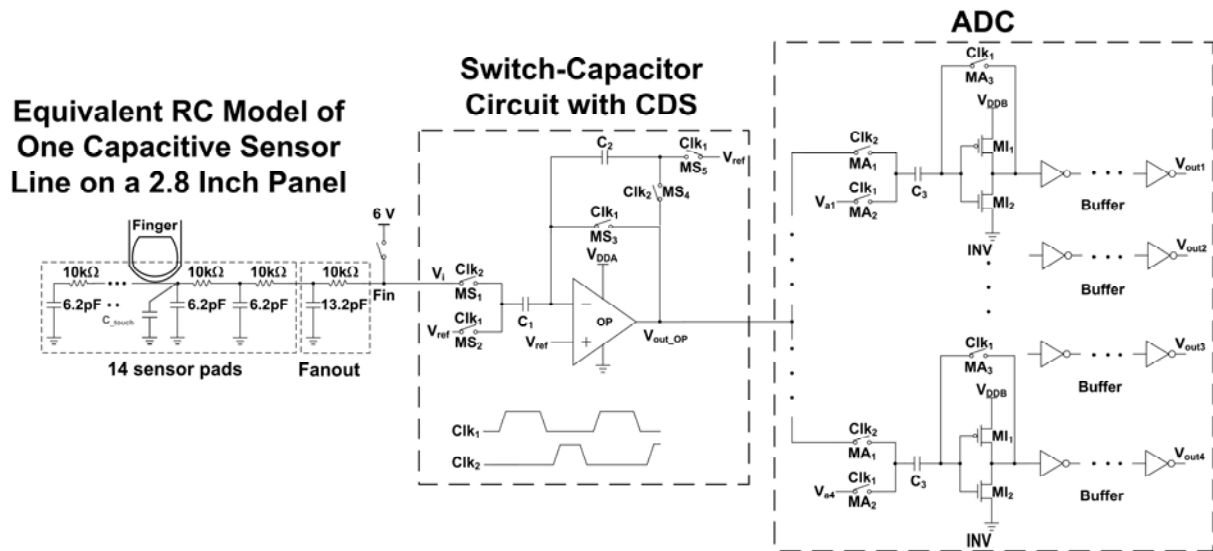 Equivalent RC Model of
One Capacitive Sensor
Line on a 2.8 Inch Panel
Finger
10kΩ
10kΩ
10kΩ
10kΩ
6.2pF
C_touch
6.2pF
6.2pF
13.2pF
14 sensor pads
Fanout
6 V
Fin
Switch-Capacitor
Circuit with CDS
C2
Clk1
MS5
Vref
Clk2
MS4
Clk1
MS3
VDDA
Vi
Clk2
MS1
C1
Clk1
Vref
MS2
Vref
OP
Vout_OP
Clk1
Clk2
ADC
Clk1
MA3
VDDB
Clk2
MA1
MI1
Clk1
Va1
MA2
C3
MI2
INV
Buffer
Vout1
Vout2
Vout3
Buffer
Clk1
MA3
VDDB
Clk2
MA1
MI1
Clk1
Va4
MA2
C3
MI2
INV
Buffer
Vout4